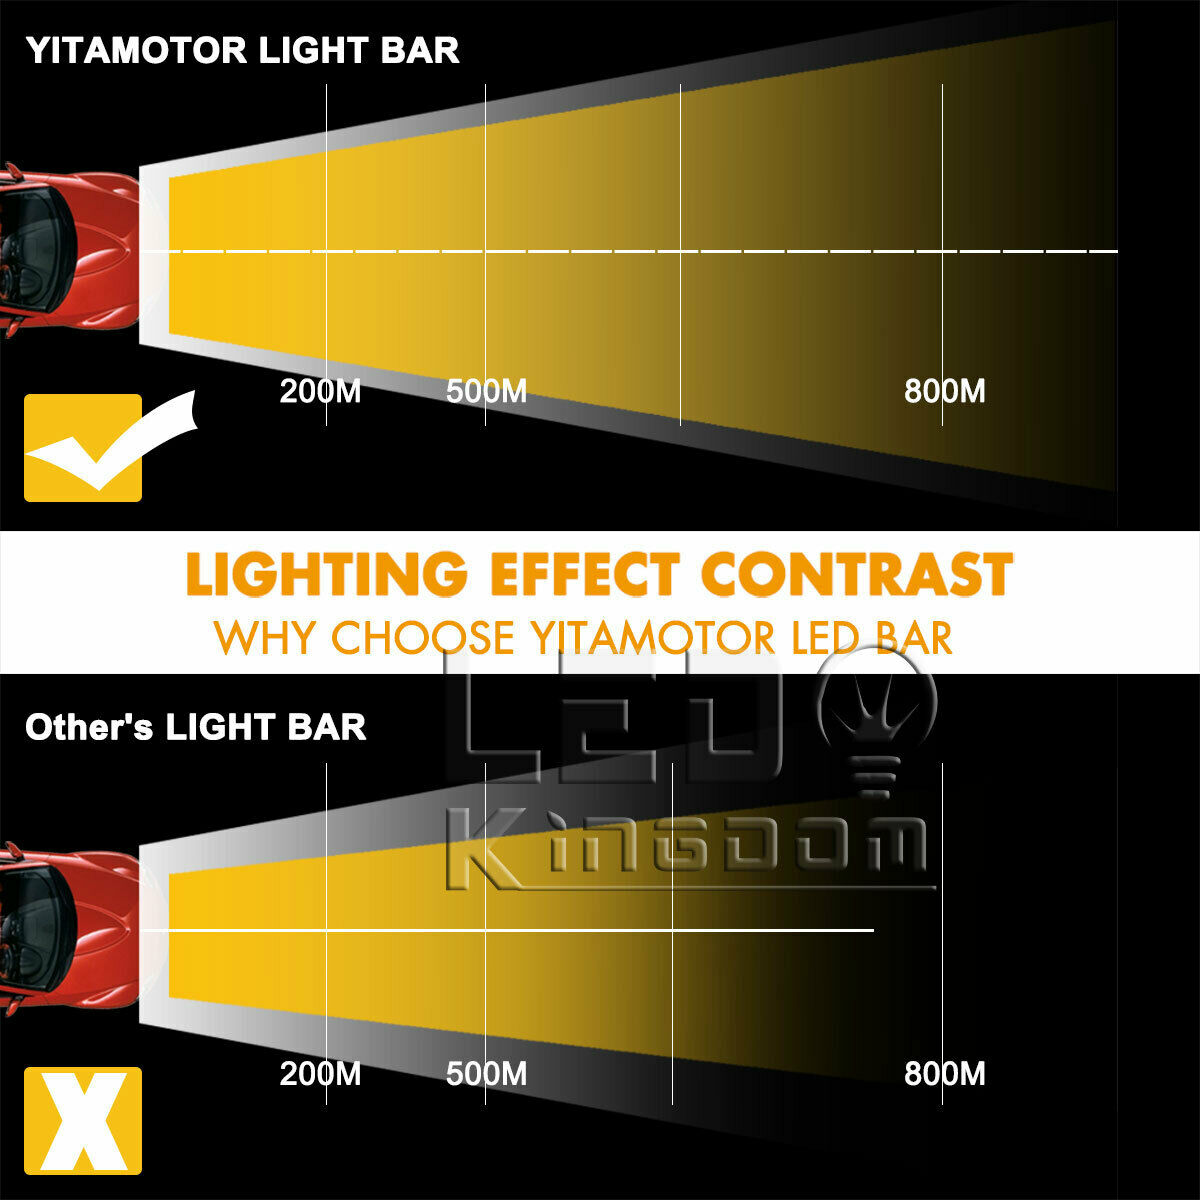 YITAMOTOR LIGHT BAR
200M 500M 800M
LIGHTING EFFECT CONTRAST
WHY CHOOSE YITAMOTOR LED BAR
LED
Other's LIGHT BAR
KINGDOM
200M 500M 800M
X